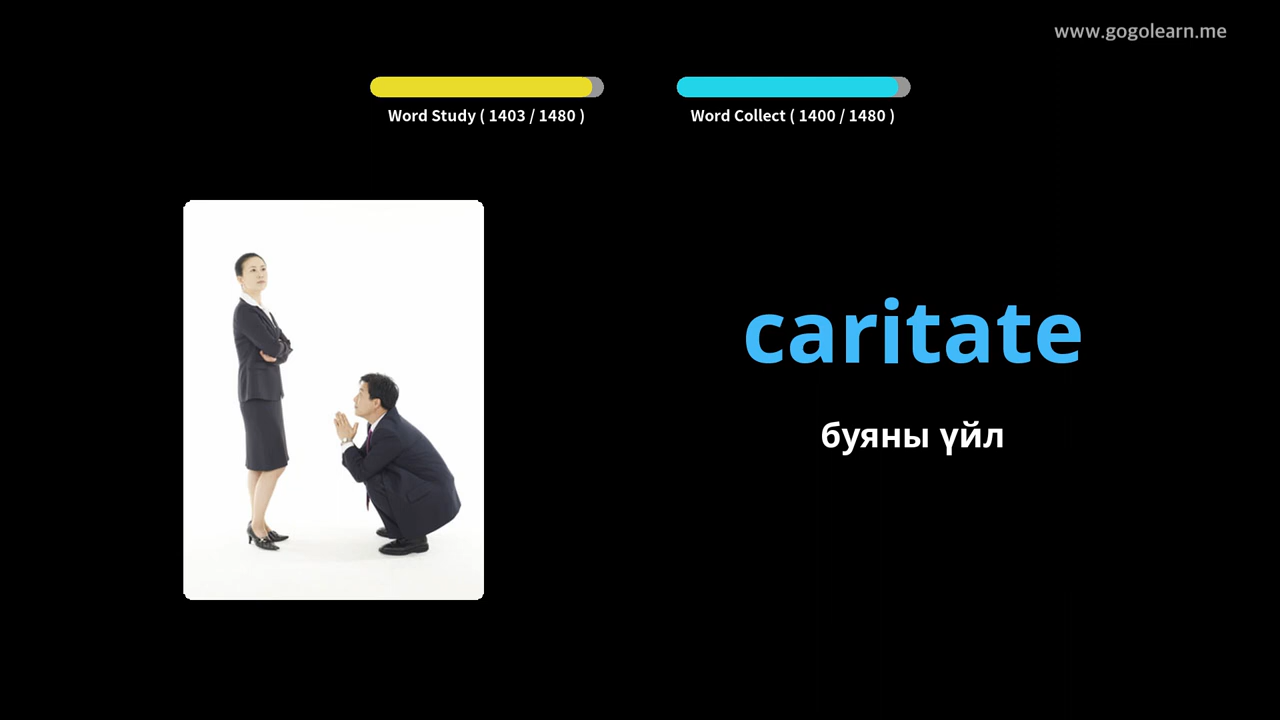 www.gogolearn.me
Word Study ( 1403 / 1480 )
Word Collect ( 1400 / 1480 )
caritate
буяны үйл